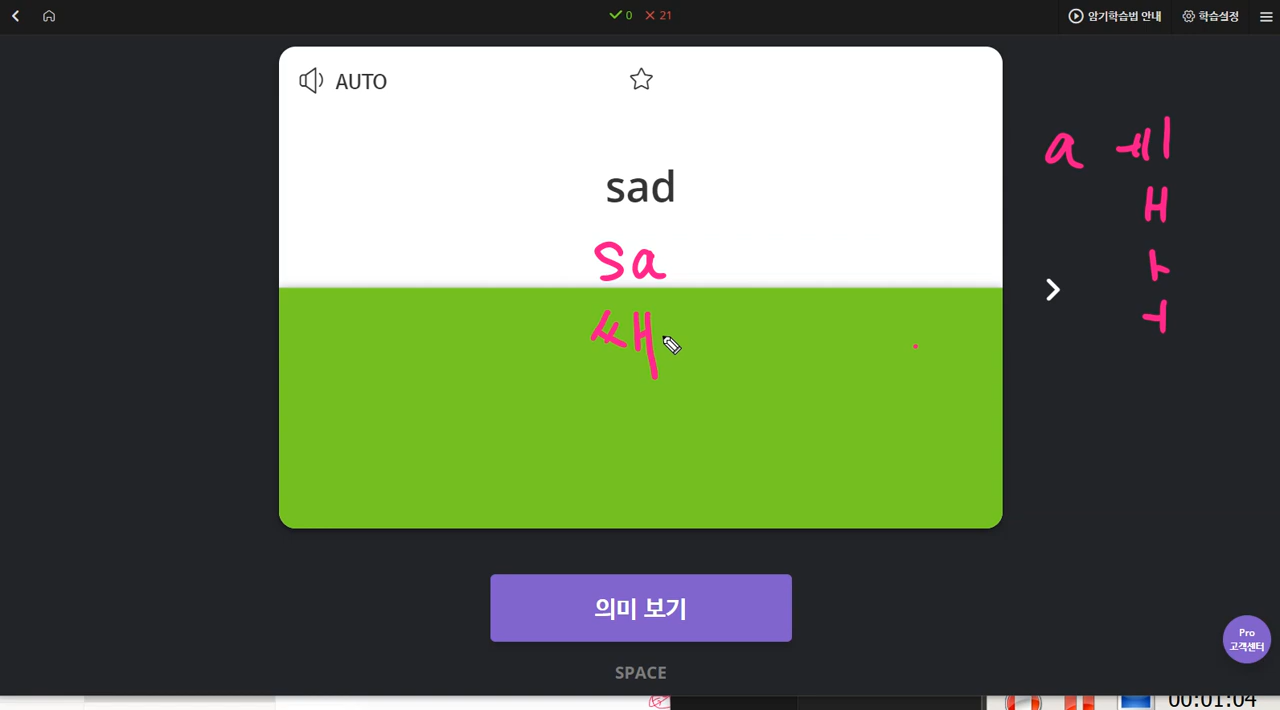 0 21 암기학습법 안내 학습설정
AUTO
sad
sa
쌔
a ㅔㅣ
ㅐ
ㅏ
ㅓ
의미 보기
SPACE
Pro
고객센터
00:01:04